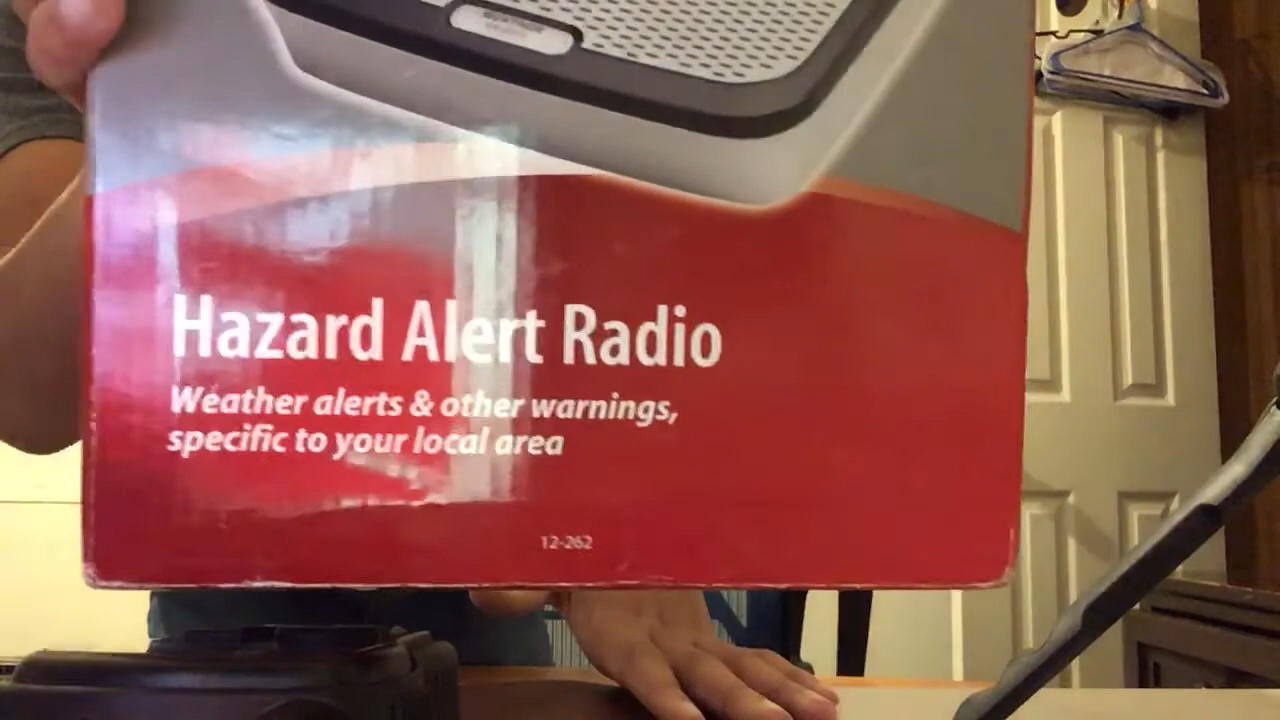 Hazard Alert Radio
Weather alerts & other warnings,
specific to your local area
12-262